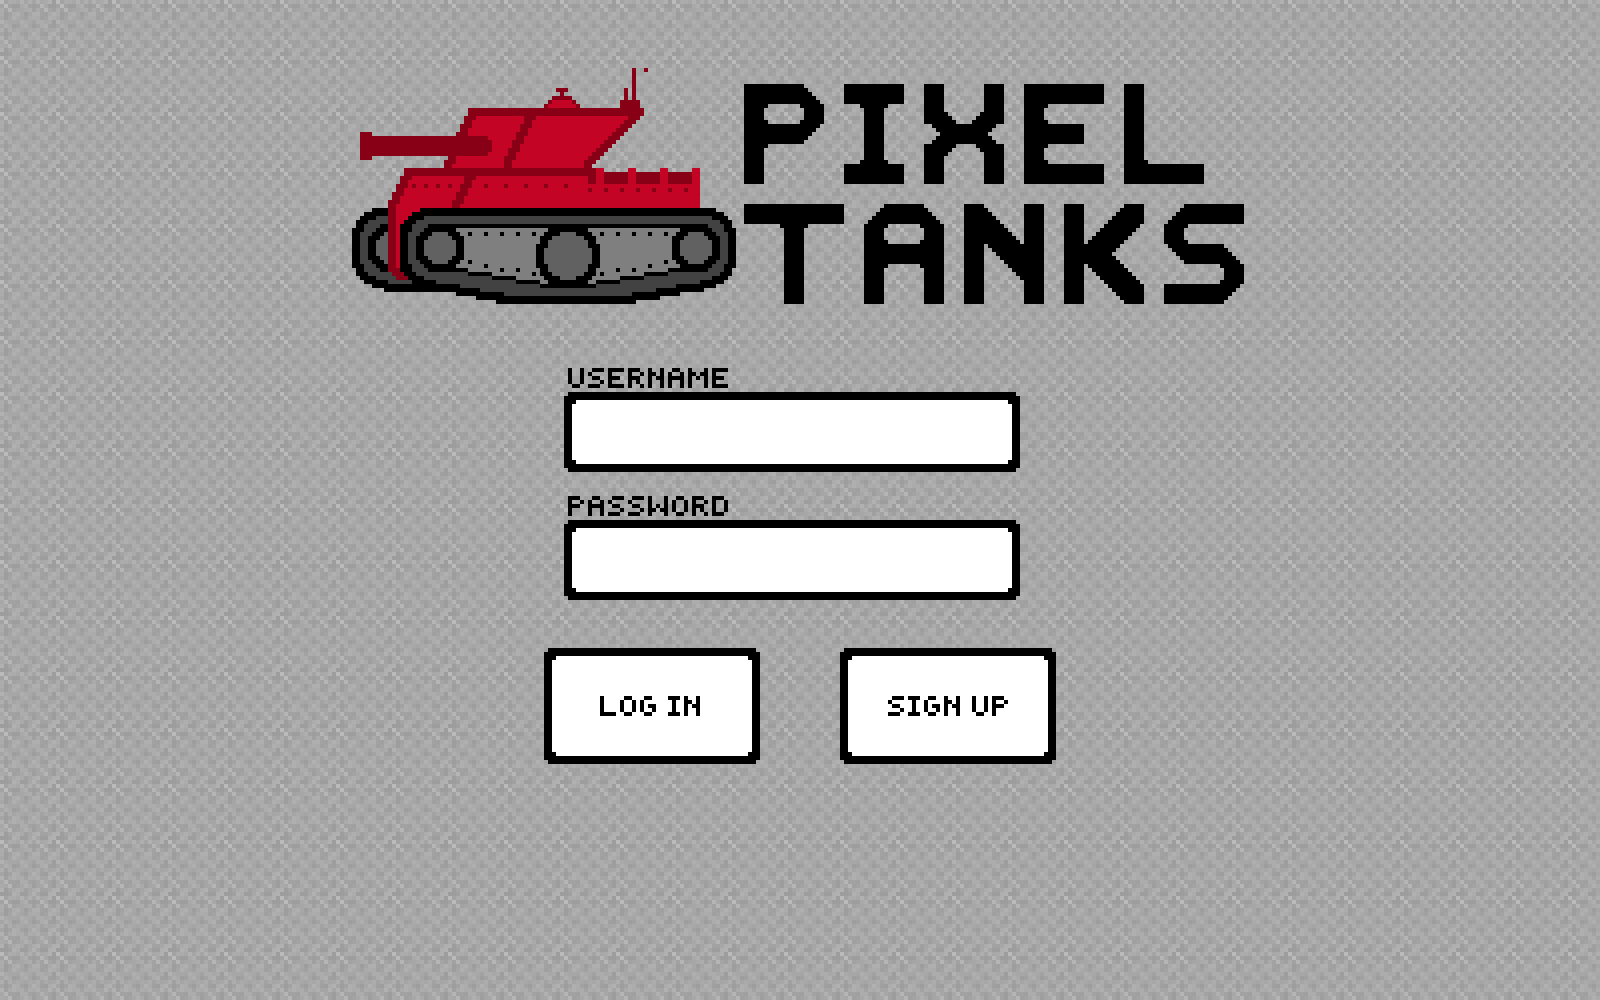 PIXEL
TANKS
USERNAME
PASSWORD
LOG IN
SIGN UP